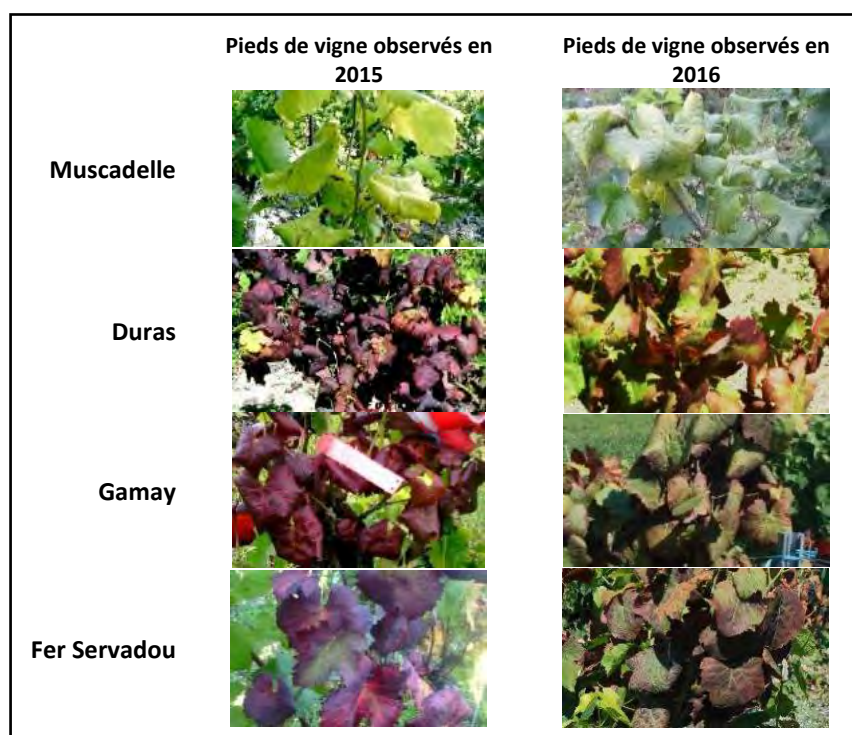 Pieds de vigne observés en
2015
Pieds de vigne observés en
2016
Muscadelle
Duras
Gamay
Fer Servadou